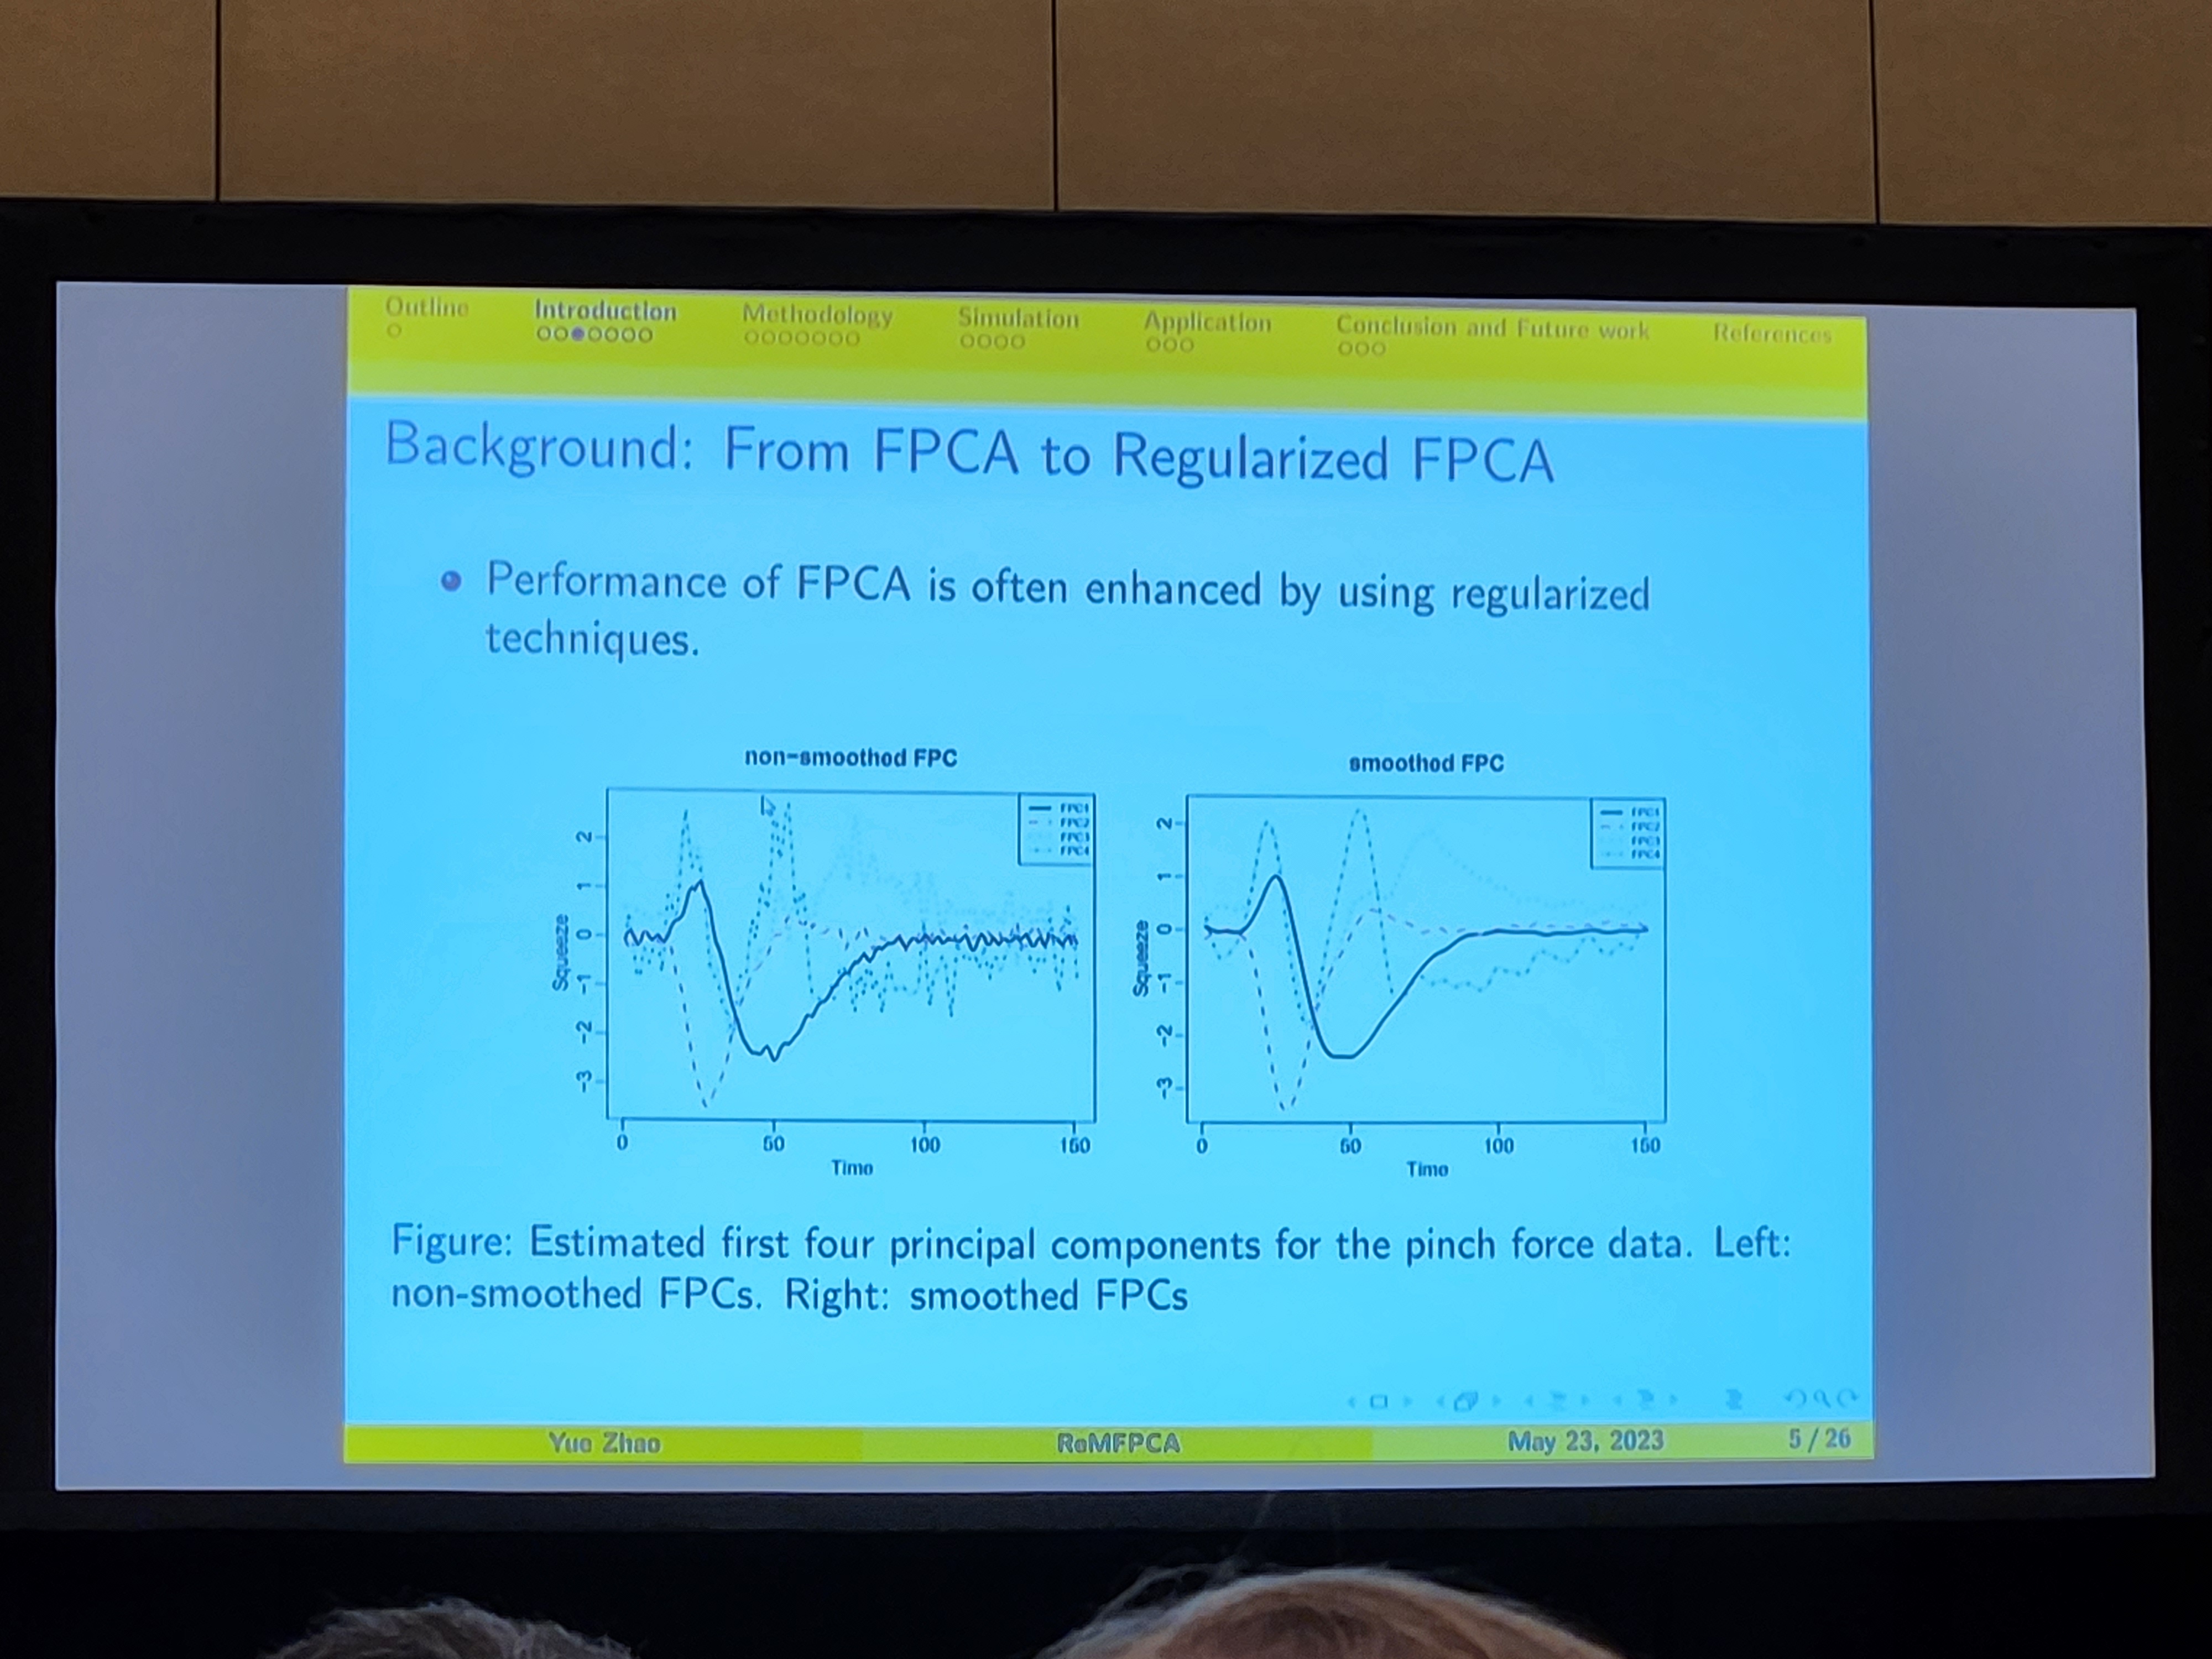 Outline Introduction Methodology Simulation Application Conclusion and Future work References
Background: From FPCA to Regularized FPCA
Performance of FPCA is often enhanced by using regularized
techniques.
non-smoothed FPC
2
1
0
-1
-2
-3
Squeeze
0 50 100 150
Time
FPC1
FPC2
FPC3
FPC4
smoothed FPC
2
1
0
-1
-2
-3
Squeeze
0 50 100 150
Time
FPC1
FPC2
FPC3
FPC4
Figure: Estimated first four principal components for the pinch force data. Left:
non-smoothed FPCs. Right: smoothed FPCs
Yue Zhao ReMFPCA May 23, 2023 5 / 26